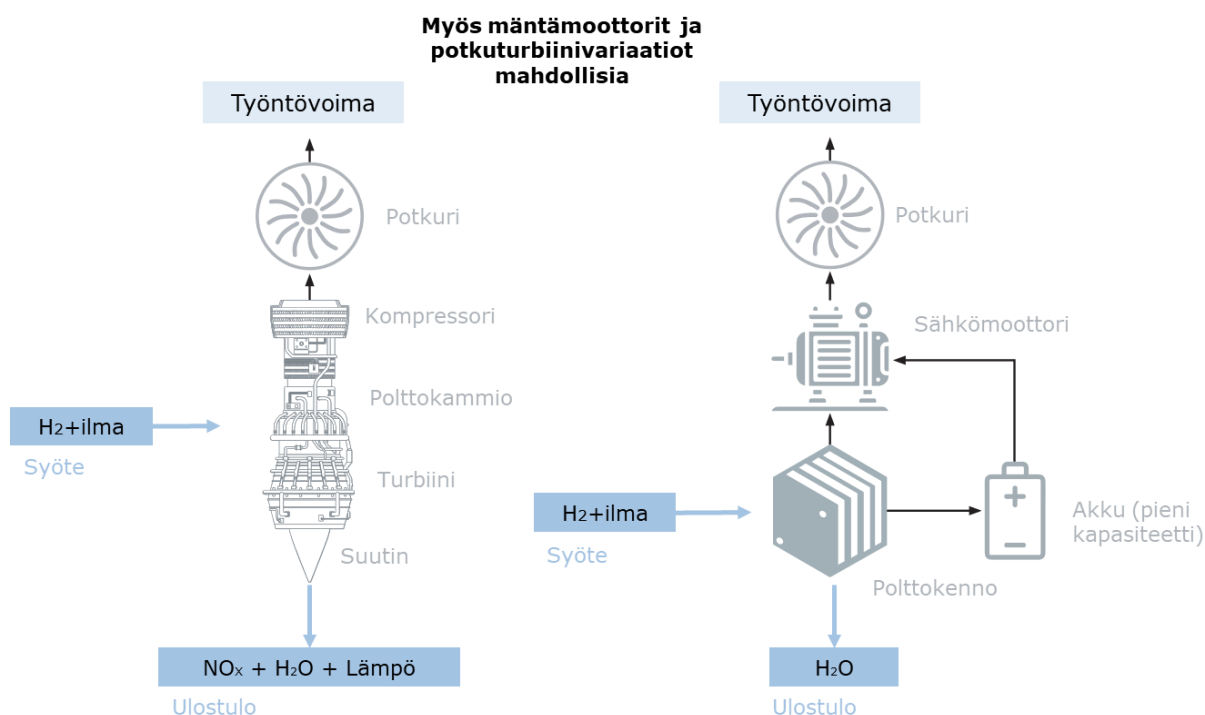 Myös mäntämoottorit ja
potkuturbiinivariaatiot
mahdollisia
Työntövoima
Potkuri
Kompressori
Polttokammio
H2+ilma
Syöte
Turbiini
Suutin
NOx + H2O + Lämpö
Ulostulo
Työntövoima
Potkuri
Sähkömoottori
H2+ilma
Syöte
Akku (pieni
kapasiteetti)
Polttokenno
H2O
Ulostulo